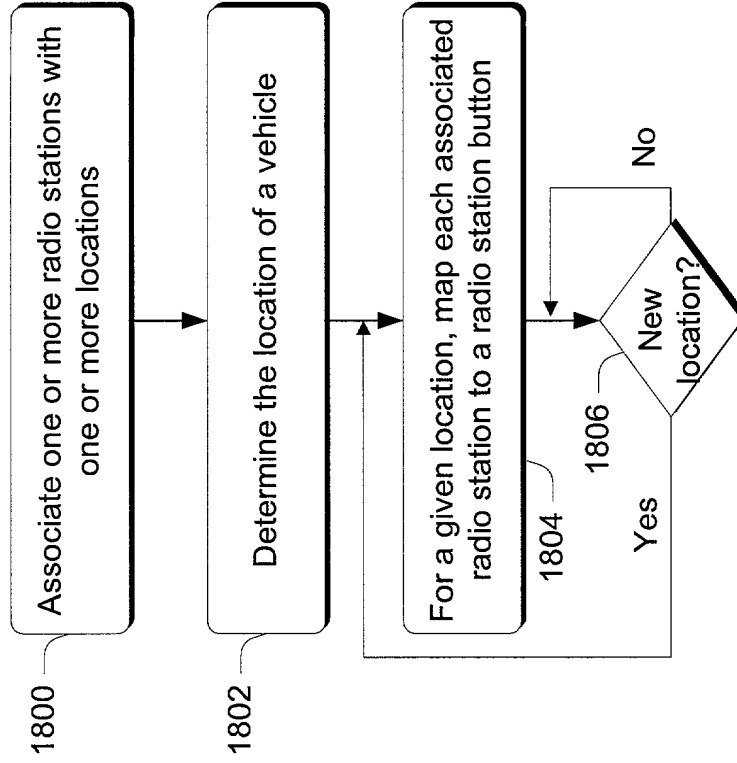 1800
Associate one or more radio stations with
one or more locations
1802
Determine the location of a vehicle
For a given location, map each associated
radio station to a radio station button
1804
1806
New
location?
Yes
No